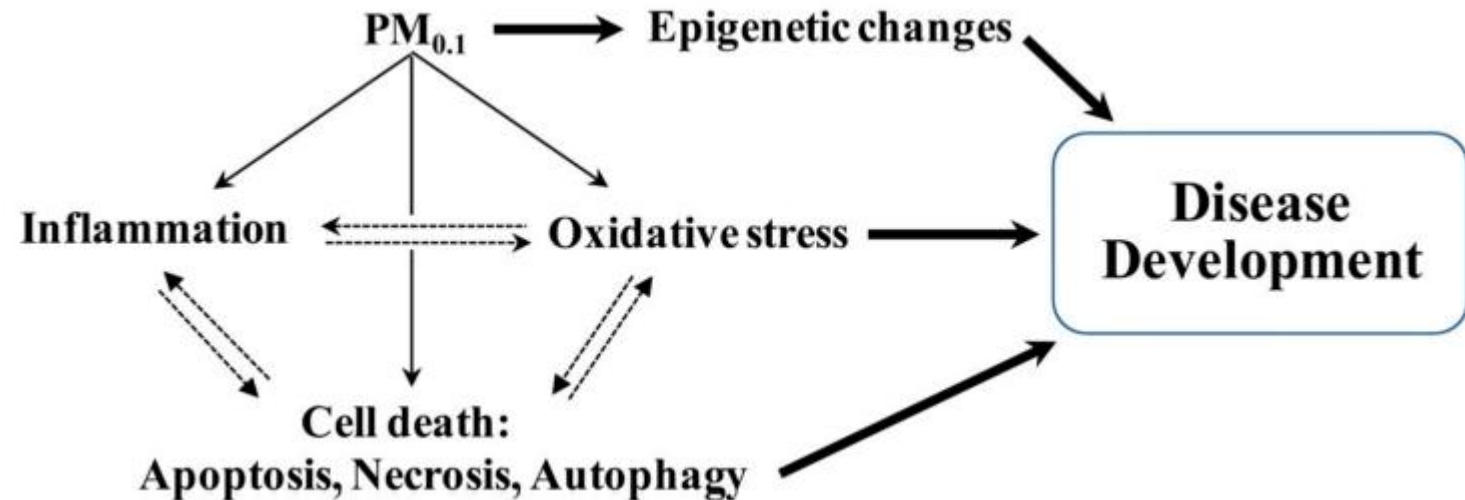 PM0.1
Epigenetic changes
Inflammation
Oxidative stress
Disease
Development
Cell death:
Apoptosis, Necrosis, Autophagy